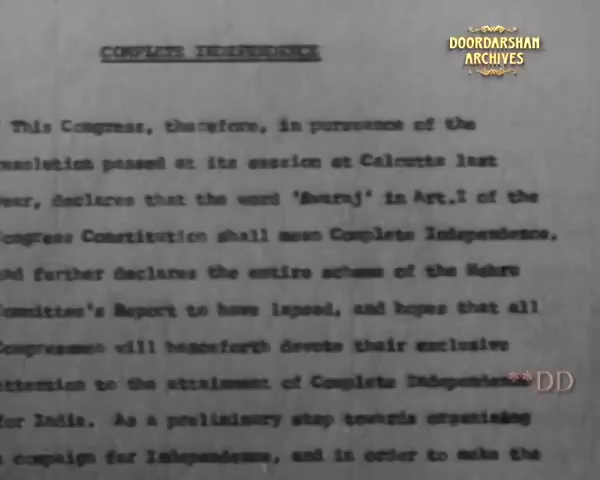 DOORDARSHAN
ARCHIVES
COMPLETE INDEPENDENCE
This Congress, therefore, in pursuance of the
resolution passed at its session at Calcutta last
year, declares that the word 'Swaraj' in Art.I of the
Congress Constitution shall mean Complete Independence,
and further declares the entire scheme of the Nehru
Committee's Report to have lapsed, and hopes that all
Congressmen will henceforth devote their exclusive
attention to the attainment of Complete Independence
**DD
for India. As a preliminary step towards organising
a campaign for Independence, and in order to make the